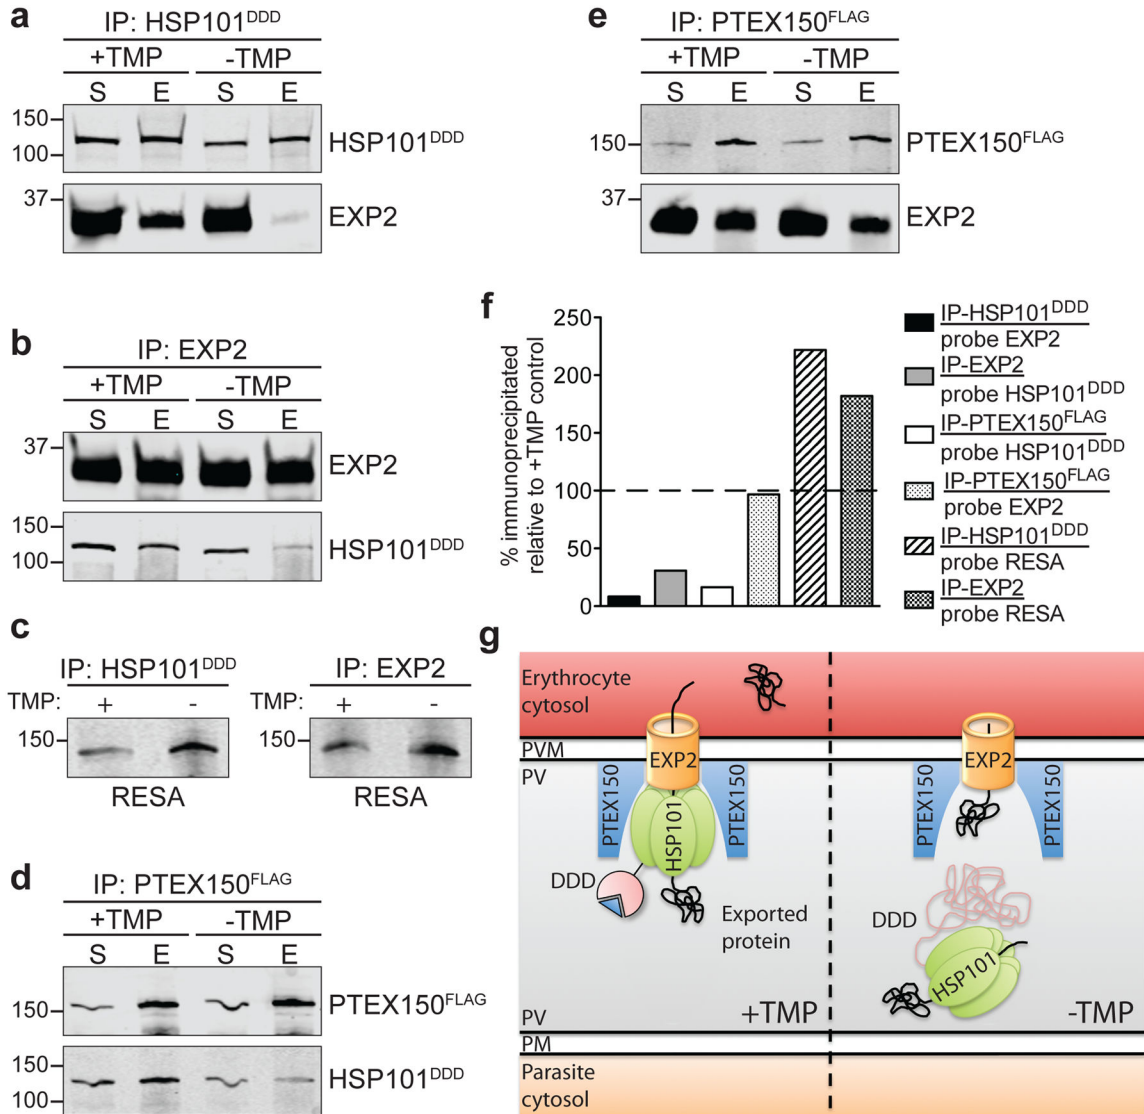 a
IP: HSP101DDD
+TMP -TMP
S E S E
150
100
HSP101DDD
37
EXP2
b
IP: EXP2
+TMP -TMP
S E S E
37
EXP2
150
100
HSP101DDD
c
IP: HSP101DDD IP: EXP2
TMP: + - TMP: + -
150 150
RESA RESA
d
IP: PTEX150FLAG
+TMP -TMP
S E S E
150
PTEX150FLAG
150
100
HSP101DDD
e
IP: PTEX150FLAG
+TMP -TMP
S E S E
150
PTEX150FLAG
37
EXP2
f
% immunoprecipitated
relative to +TMP control
250
200
150
100
50
0
IP-HSP101DDD
probe EXP2
IP-EXP2
probe HSP101DDD
IP-PTEX150FLAG
probe HSP101DDD
IP-PTEX150FLAG
probe EXP2
IP-HSP101DDD
probe RESA
IP-EXP2
probe RESA
g
Erythrocyte
cytosol
PVM
PV
EXP2 EXP2
PTEX150 PTEX150 PTEX150 PTEX150
HSP101
DDD
Exported
protein
DDD
HSP101
PV
+TMP -TMP
PM
Parasite
cytosol